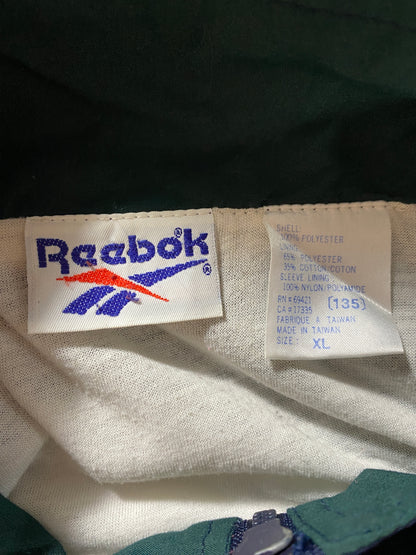 Reebok®
®
SHELL
100% POLYESTER
LINING
65% POLYESTER
35% COTTON/COTON
SLEEVE LINING
100% NYLON/POLYAMIDE
RN# 69421 [135]
CA# 17335
FABRIQUE A TAIWAN
MADE IN TAIWAN
SIZE: XL